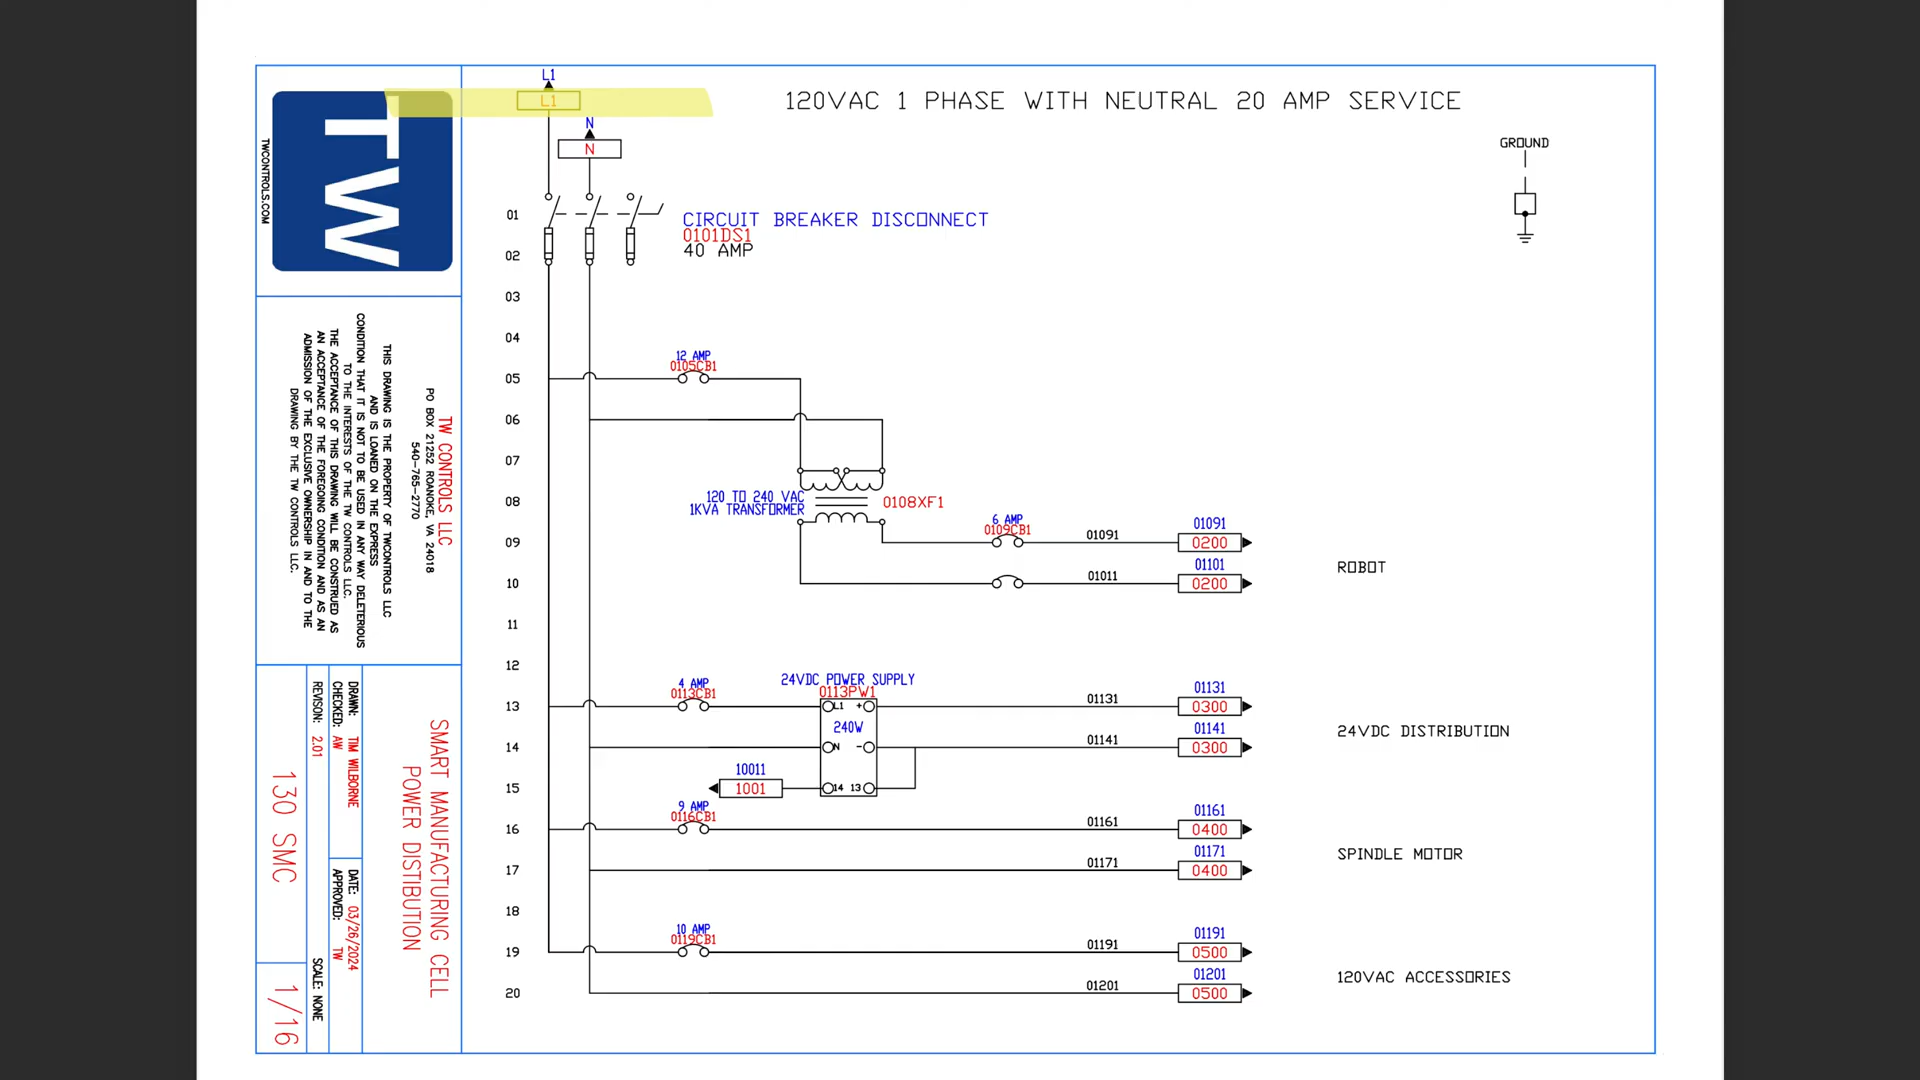 L1
L1
120VAC 1 PHASE WITH NEUTRAL 20 AMP SERVICE
N
N
GROUND
TW
TWCONTROLS.COM
01
CIRCUIT BREAKER DISCONNECT
0101DS1
40 AMP
02
03
04
12 AMP
0105CB1
05
06
07
08
120 TO 240 VAC
1KVA TRANSFORMER
0108XF1
6 AMP
0109CB1
09
01091
01091
0200
10
01011
01101
0200
ROBOT
11
12
24VDC POWER SUPPLY
0113PW1
4 AMP
0113CB1
13
L1 +
240W
01131
01131
0300
14
N -
01141
01141
0300
24VDC DISTRIBUTION
15
10011
1001
14 13
9 AMP
0116CB1
16
01161
01161
0400
17
01171
01171
0400
SPINDLE MOTOR
18
10 AMP
0119CB1
19
01191
01191
0500
20
01201
01201
0500
120VAC ACCESSORIES
TW CONTROLS LLC
PO BOX 21252 ROANOKE, VA 24018
540-765-2770
THIS DRAWING IS THE PROPERTY OF TWCONTROLS LLC
AND IS LOANED ON THE EXPRESS
CONDITION THAT IT IS NOT TO BE USED IN ANY WAY DELETERIOUS
TO THE INTERESTS OF THE TW CONTROLS LLC.
THE ACCEPTANCE OF THIS DRAWING WILL BE CONSTRUED AS
AN ACCEPTANCE OF THE FOREGOING CONDITION AND AS AN
ADMISSION OF THE EXCLUSIVE OWNERSHIP IN AND TO THE
DRAWING BY THE TW CONTROLS LLC.
SMART MANUFACTURING CELL
POWER DISTIBUTION
DRAWN: TIM WILBORNE
CHECKED: AW
DATE: 03/26/2024
APPROVED: TW
REVISION: 2.01
SCALE: NONE
130 SMC
1/16